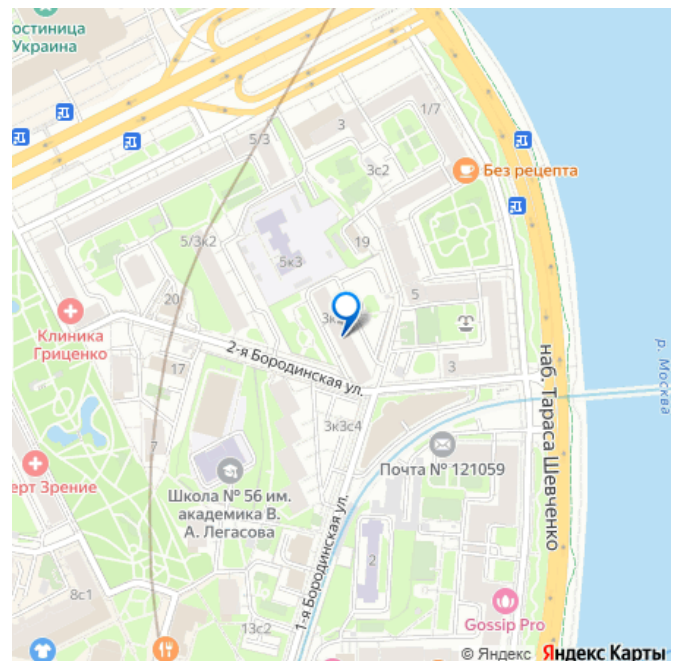 остиница
Украина
1/7
3
5/3
3с2
Без рецепта
19
5/3к2
5к3
5
20
Клиника
Гриценко
2-я Бородинская ул.
3
17
р. Москва
наб. Тараса Шевченко
3к3с4
7
Почта № 121059
ерт Зрение
Школа № 56 им.
академика В.
А. Легасова
1-я Бородинская ул.
2
8с1
13с2
Gossip Pro
© Яндекс Яндекс Карты